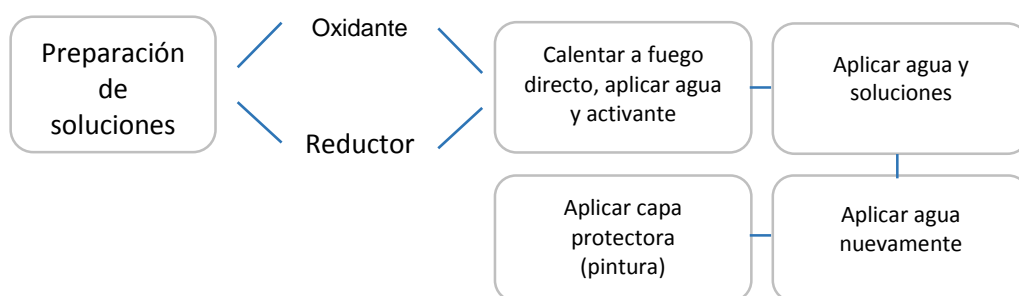 Preparación
de
soluciones
Oxidante
Reductor
Calentar a fuego
directo, aplicar agua
y activante
Aplicar agua y
soluciones
Aplicar agua
nuevamente
Aplicar capa
protectora
(pintura)